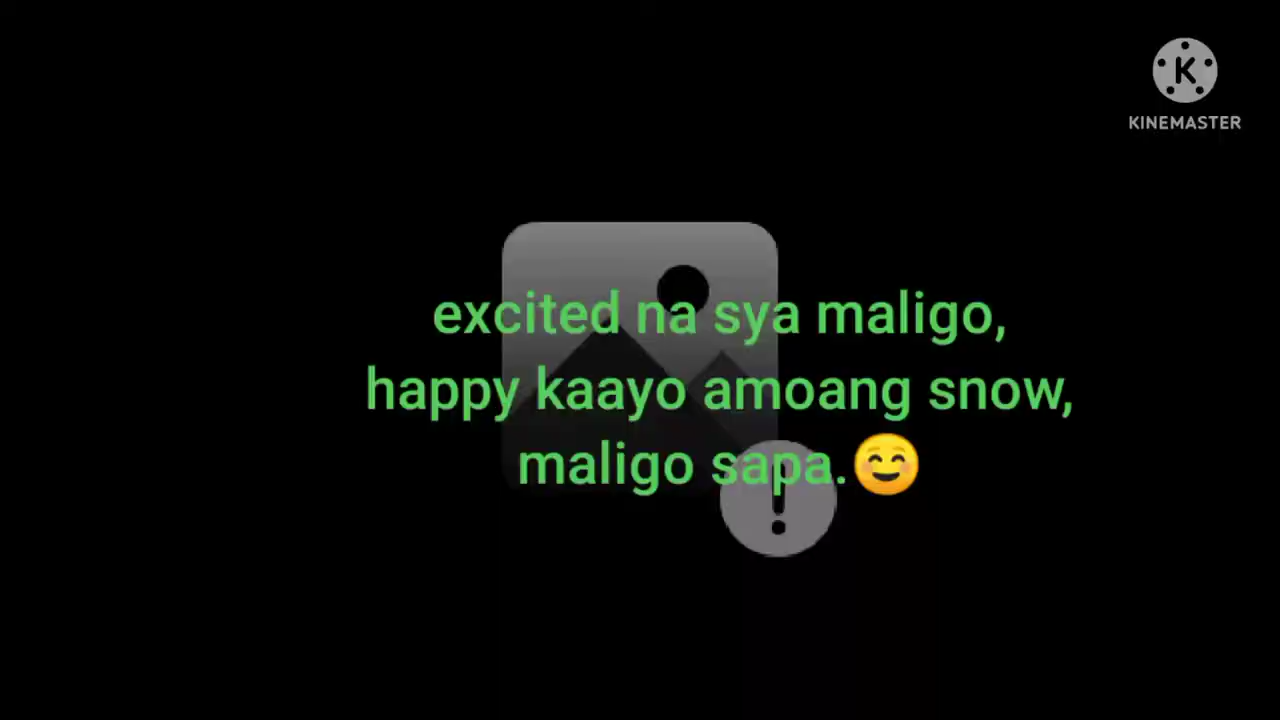 KINEMASTER
excited na sya maligo,
happy kaayo amoang snow,
maligo sapa.☺️